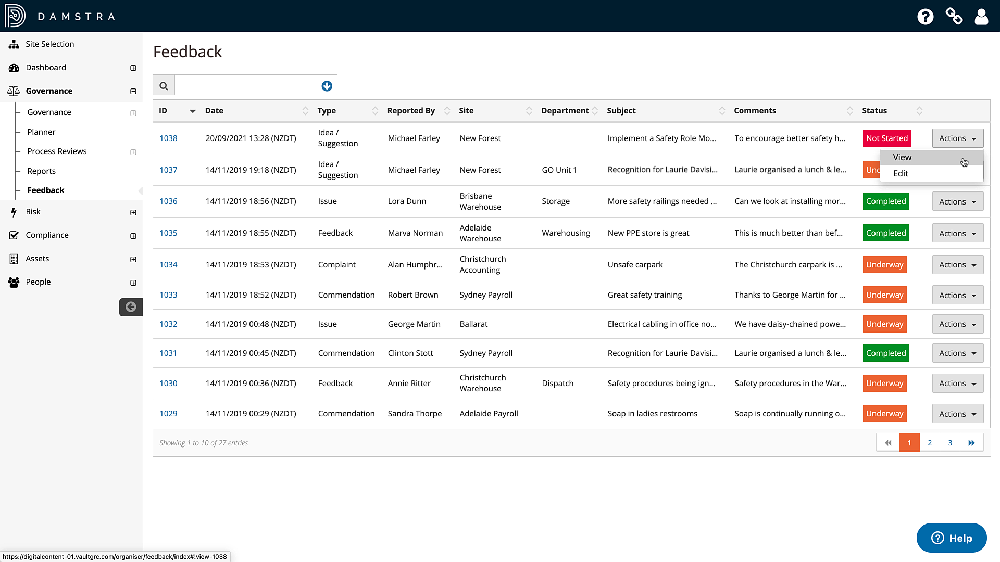 DAMSTRA
Site Selection
Dashboard
Governance
Governance
Planner
Process Reviews
Reports
Feedback
Risk
Compliance
Assets
People
Feedback
ID Date Type Reported By Site Department Subject Comments Status
1038 20/09/2021 13:28 (NZDT) Idea / Suggestion Michael Farley New Forest Implement a Safety Role Mo... To encourage better safety h... Not Started Actions
View
Edit
1037 14/11/2019 19:18 (NZDT) Idea / Suggestion Michael Farley New Forest GO Unit 1 Recognition for Laurie Davisi... Laurie organised a lunch & le... Und
1036 14/11/2019 18:56 (NZDT) Issue Lora Dunn Brisbane Warehouse Storage More safety railings needed ... Can we look at installing mor... Completed Actions
1035 14/11/2019 18:55 (NZDT) Feedback Marva Norman Adelaide Warehouse Warehousing New PPE store is great This is much better than bef... Completed Actions
1034 14/11/2019 18:53 (NZDT) Complaint Alan Humphr... Christchurch Accounting Unsafe carpark The Christchurch carpark is ... Underway Actions
1033 14/11/2019 18:52 (NZDT) Commendation Robert Brown Sydney Payroll Great safety training Thanks to George Martin for ... Underway Actions
1032 14/11/2019 00:48 (NZDT) Issue George Martin Ballarat Electrical cabling in office no... We have daisy-chained powe... Underway Actions
1031 14/11/2019 00:45 (NZDT) Commendation Clinton Stott Sydney Payroll Recognition for Laurie Davisi... Laurie organised a lunch & le... Completed Actions
1030 14/11/2019 00:36 (NZDT) Feedback Annie Ritter Christchurch Warehouse Dispatch Safety procedures being ign... Safety procedures in the War... Underway Actions
1029 14/11/2019 00:29 (NZDT) Commendation Sandra Thorpe Adelaide Payroll Soap in ladies restrooms Soap is continually running o... Underway Actions
Showing 1 to 10 of 27 entries
1 2 3
Help
https://digitalcontent-01.vaultgrc.com/organiser/feedback/index#!view-1038